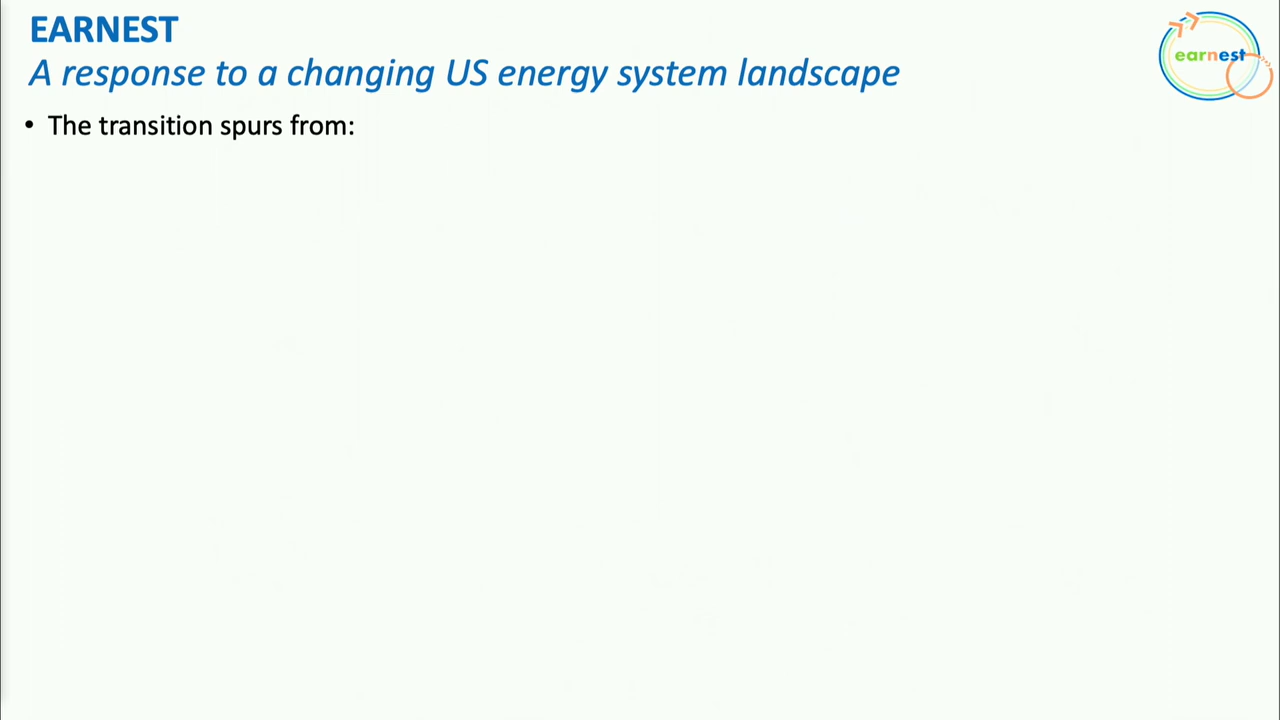 EARNEST
A response to a changing US energy system landscape
earnest
• The transition spurs from: